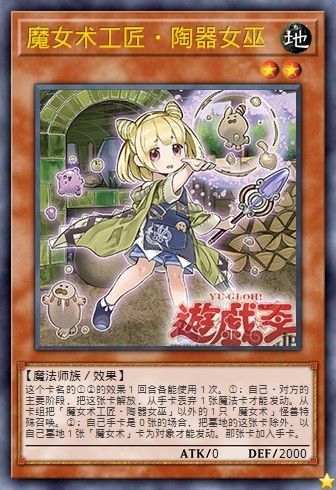 魔女术工匠・陶器女巫
地
YU-GI-OH!
遊戯王
【魔法师族/效果】
这个卡名的①②的效果1回合各能使用1次。①：自己・对方的
主要阶段，把这张卡解放，从手卡丢弃1张魔法卡才能发动。从
卡组把「魔女术工匠・陶器女巫」以外的1只「魔女术」怪兽特
殊召唤。②：自己手卡是0张的场合，把墓地的这张卡除外，以
自己墓地1张「魔女术」卡为对象才能发动。那张卡加入手卡。
ATK/0 DEF/2000